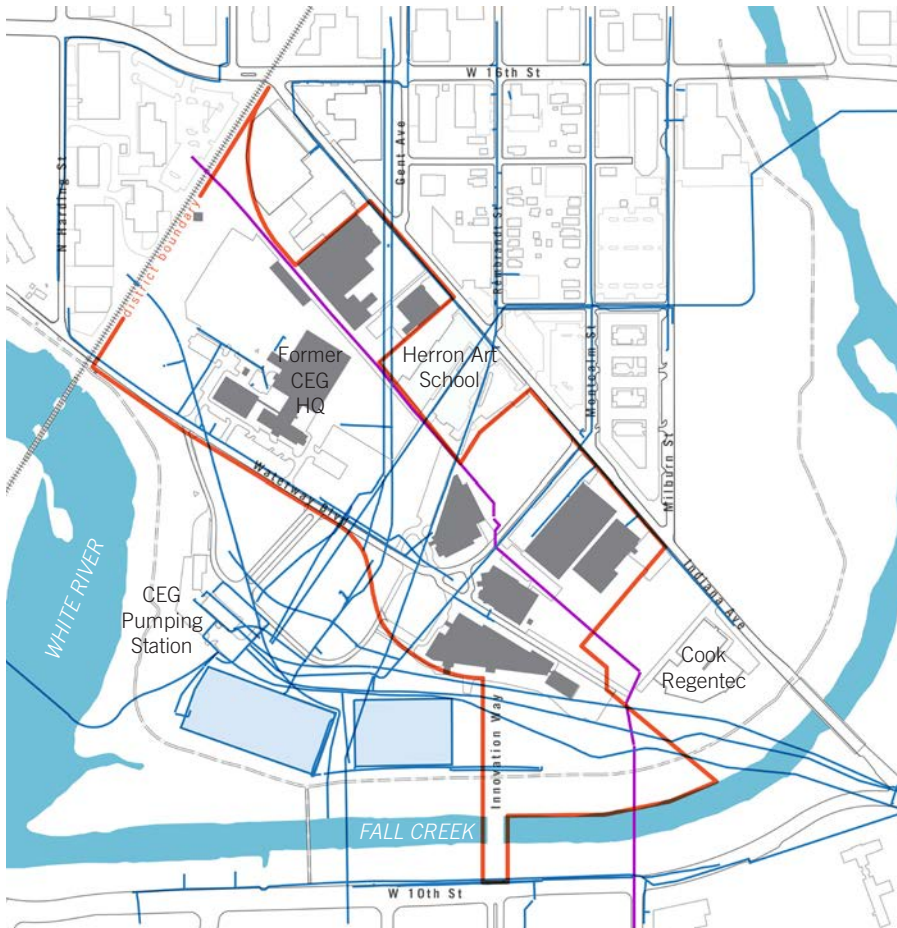 W 16th St
N Harding St
Gent Ave
Rembrandt St
district boundary
Former
CEG
HQ
Herron Art
School
Montcalm St
Milburn St
Waterway Blvd
Indiana Ave
WHITE RIVER
CEG
Pumping
Station
Cook
Regentec
Innovation Way
FALL CREEK
W 10th St